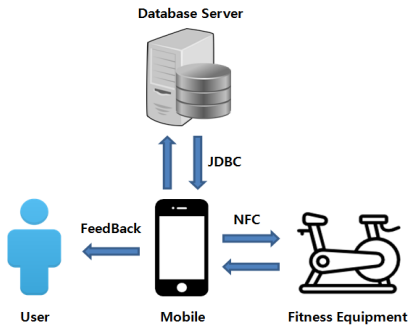 Database Server
JDBC
FeedBack
NFC
User
Mobile
Fitness Equipment